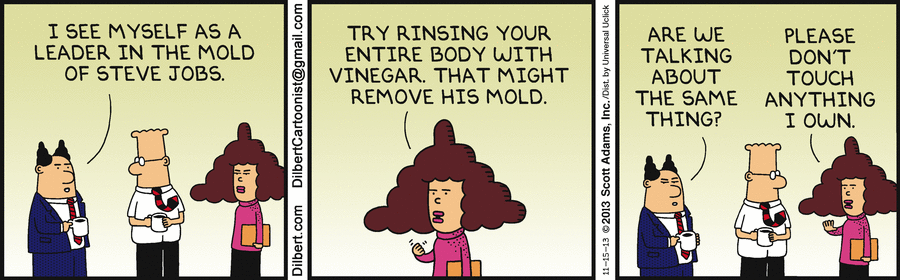 I SEE MYSELF AS A
LEADER IN THE MOLD
OF STEVE JOBS.
Dilbert.com DilbertCartoonist@gmail.com
TRY RINSING YOUR
ENTIRE BODY WITH
VINEGAR. THAT MIGHT
REMOVE HIS MOLD.
11-15-13 © 2013 Scott Adams, Inc. /Dist. by Universal Uclick
ARE WE
TALKING
ABOUT
THE SAME
THING?
PLEASE
DON'T
TOUCH
ANYTHING
I OWN.